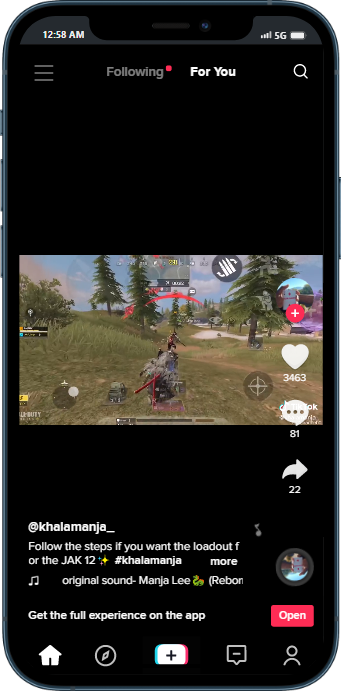 12:58 AM
5G
Following
For You
3463
81
22
@khalamanja_
Follow the steps if you want the loadout f
or the JAK 12✨ #khalamanja more
♫ original sound- Manja Lee🐉 (Rebor
Get the full experience on the app
Open